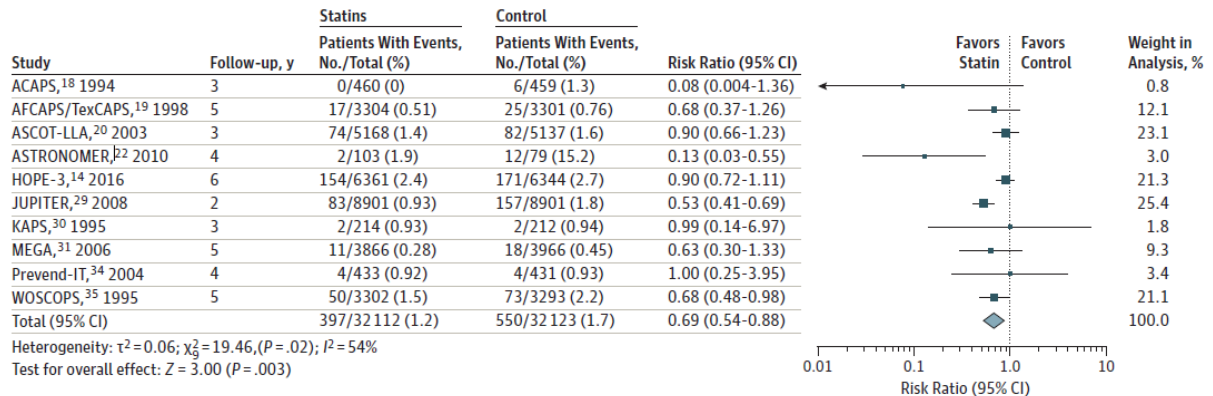 Statins Control
Patients With Events, Patients With Events, Favors Favors Weight in
Study Follow-up, y No./Total (%) No./Total (%) Risk Ratio (95% CI) Statin Control Analysis, %
ACAPS,18 1994 3 0/460 (0) 6/459 (1.3) 0.08 (0.004-1.36) 0.8
AFCAPS/TexCAPS,19 1998 5 17/3304 (0.51) 25/3301 (0.76) 0.68 (0.37-1.26) 12.1
ASCOT-LLA,20 2003 3 74/5168 (1.4) 82/5137 (1.6) 0.90 (0.66-1.23) 23.1
ASTRONOMER,22 2010 4 2/103 (1.9) 12/79 (15.2) 0.13 (0.03-0.55) 3.0
HOPE-3,14 2016 6 154/6361 (2.4) 171/6344 (2.7) 0.90 (0.72-1.11) 21.3
JUPITER,29 2008 2 83/8901 (0.93) 157/8901 (1.8) 0.53 (0.41-0.69) 25.4
KAPS,30 1995 3 2/214 (0.93) 2/212 (0.94) 0.99 (0.14-6.97) 1.8
MEGA,31 2006 5 11/3866 (0.28) 18/3966 (0.45) 0.63 (0.30-1.33) 9.3
Prevend-IT,34 2004 4 4/433 (0.92) 4/431 (0.93) 1.00 (0.25-3.95) 3.4
WOSCOPS,35 1995 5 50/3302 (1.5) 73/3293 (2.2) 0.68 (0.48-0.98) 21.1
Total (95% CI) 397/32112 (1.2) 550/32123 (1.7) 0.69 (0.54-0.88) 100.0
Heterogeneity: τ2=0.06; χ29=19.46,(P=.02); I2=54%
Test for overall effect: Z=3.00 (P=.003)
0.01 0.1 1.0 10
Risk Ratio (95% CI)